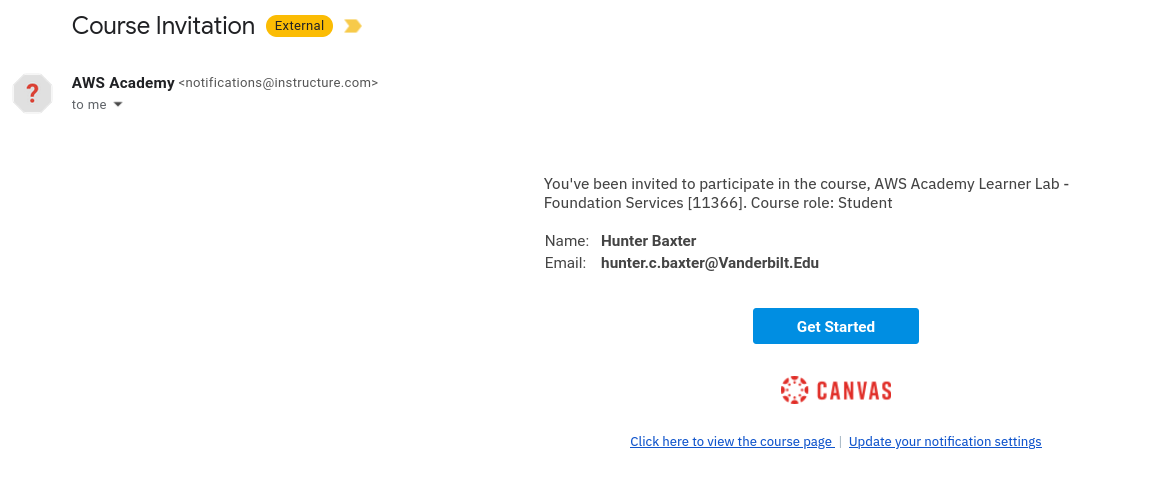 Course Invitation External
?
AWS Academy <notifications@instructure.com>
to me
You've been invited to participate in the course, AWS Academy Learner Lab -
Foundation Services [11366]. Course role: Student
Name: Hunter Baxter
Email: hunter.c.baxter@Vanderbilt.Edu
Get Started
CANVAS
Click here to view the course page | Update your notification settings